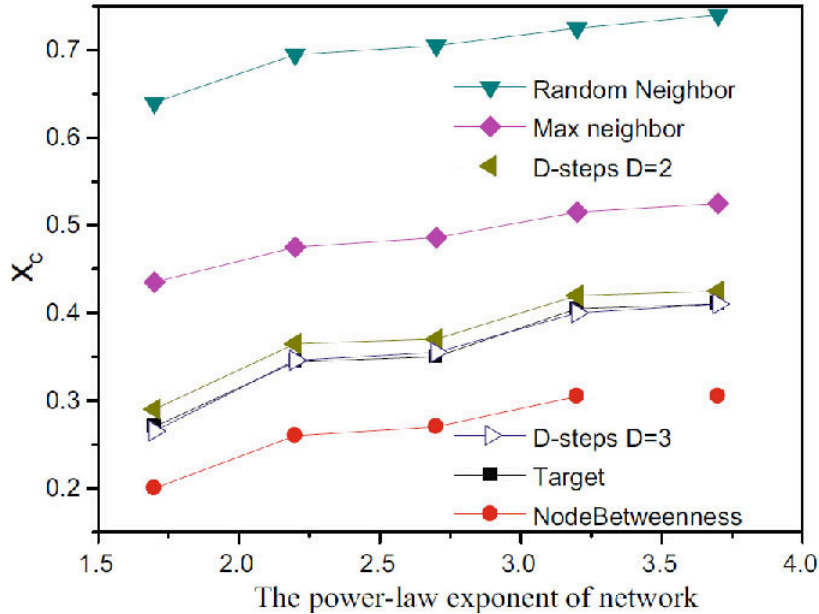 0.7
0.6
0.5
0.4
0.3
0.2
Xc
Random Neighbor
Max neighbor
D-steps D=2
D-steps D=3
Target
NodeBetweenness
1.5 2.0 2.5 3.0 3.5 4.0
The power-law exponent of network